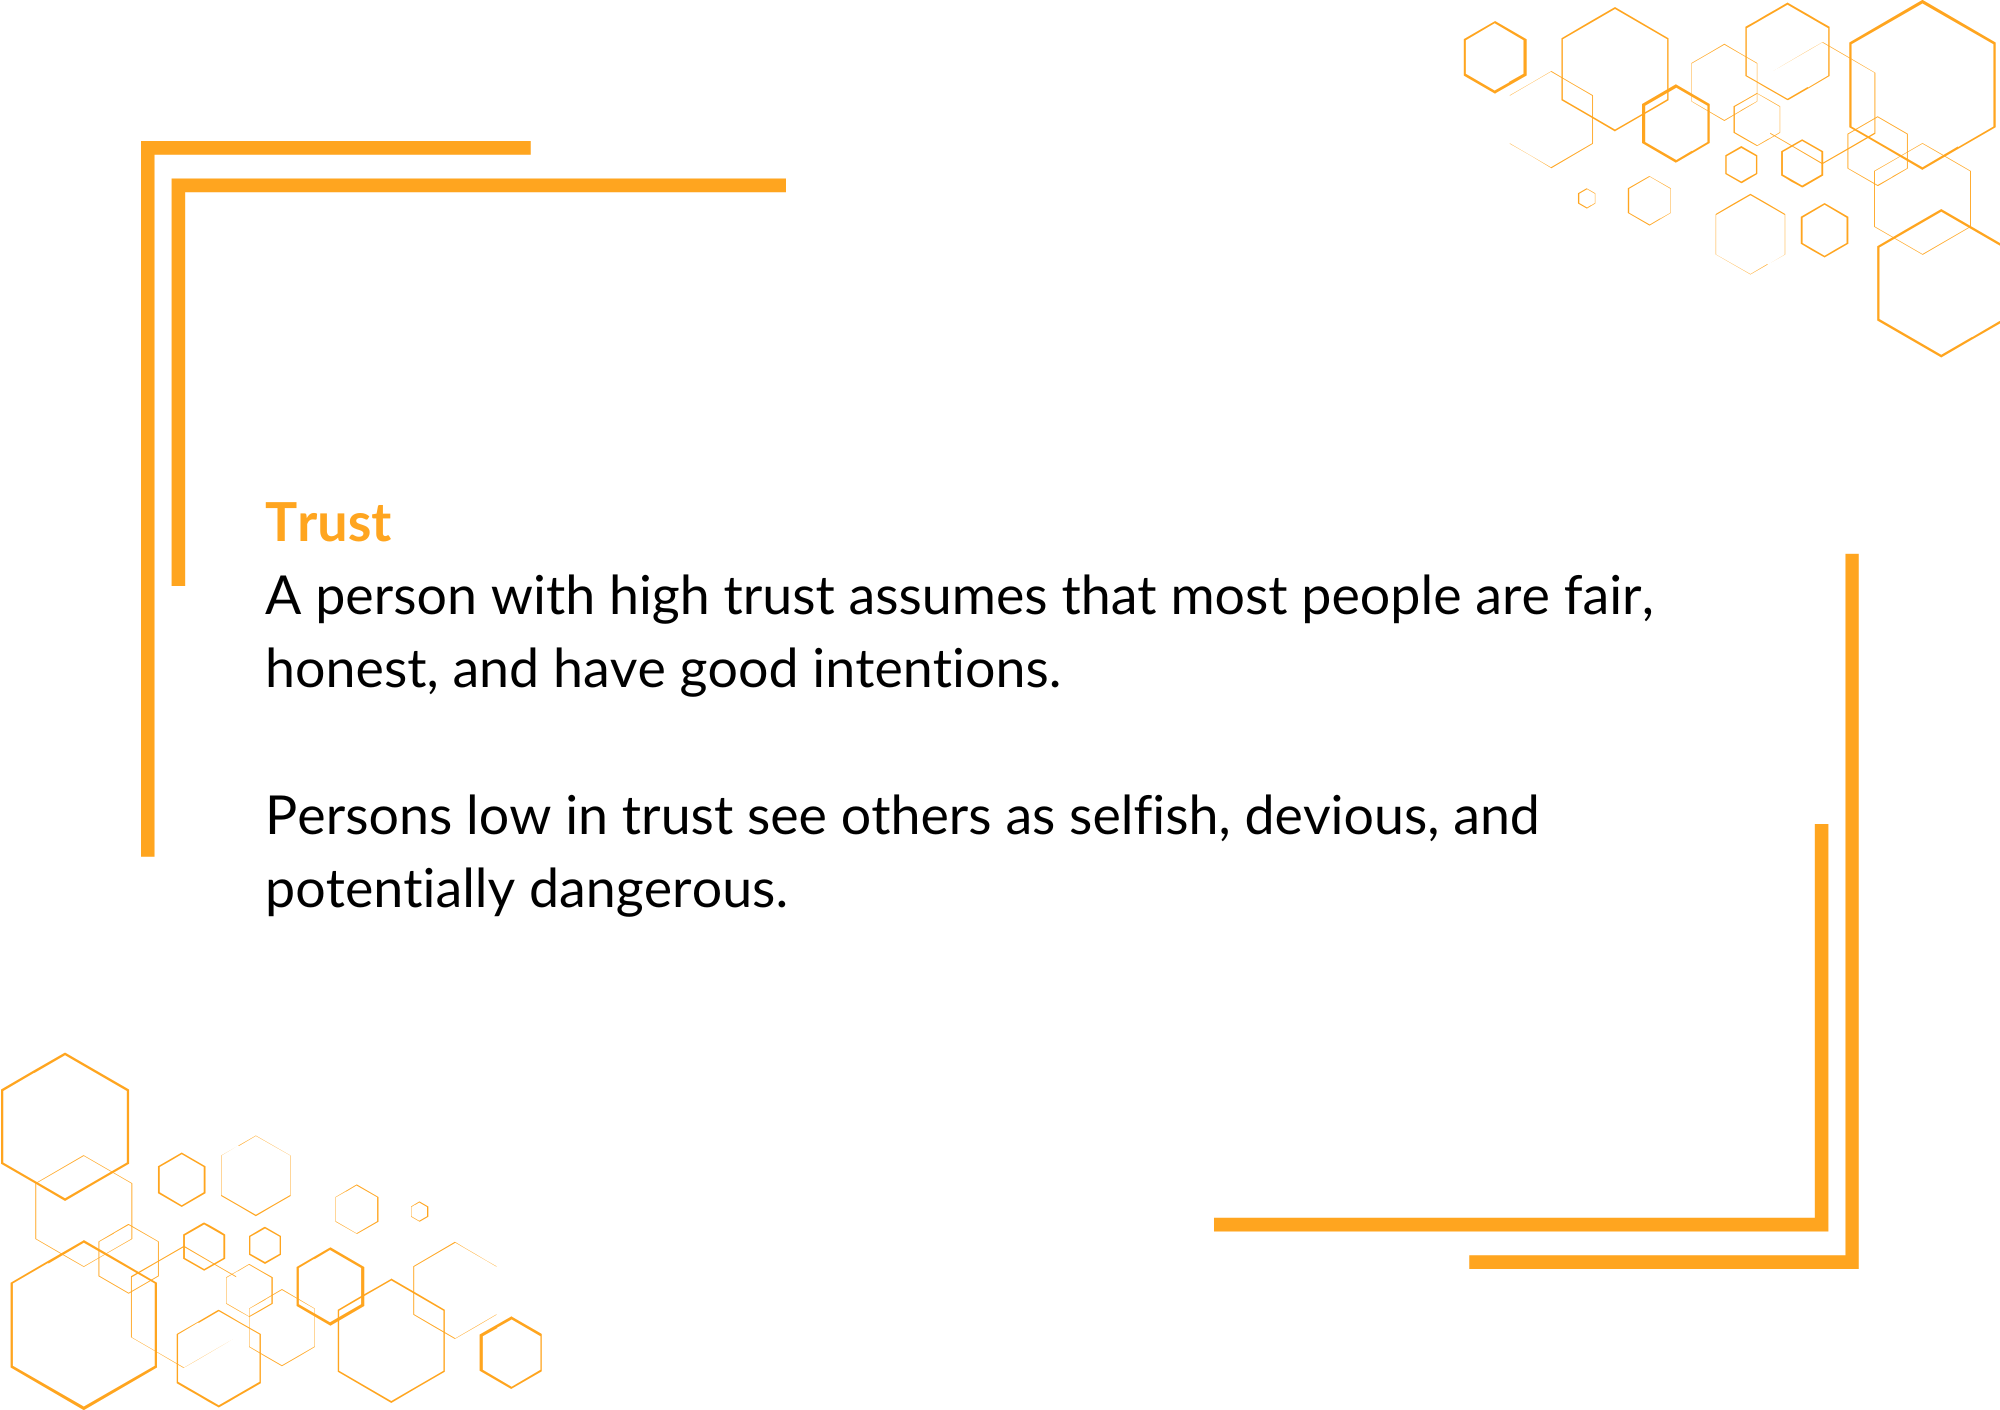 Trust
A person with high trust assumes that most people are fair,
honest, and have good intentions.
Persons low in trust see others as selfish, devious, and
potentially dangerous.